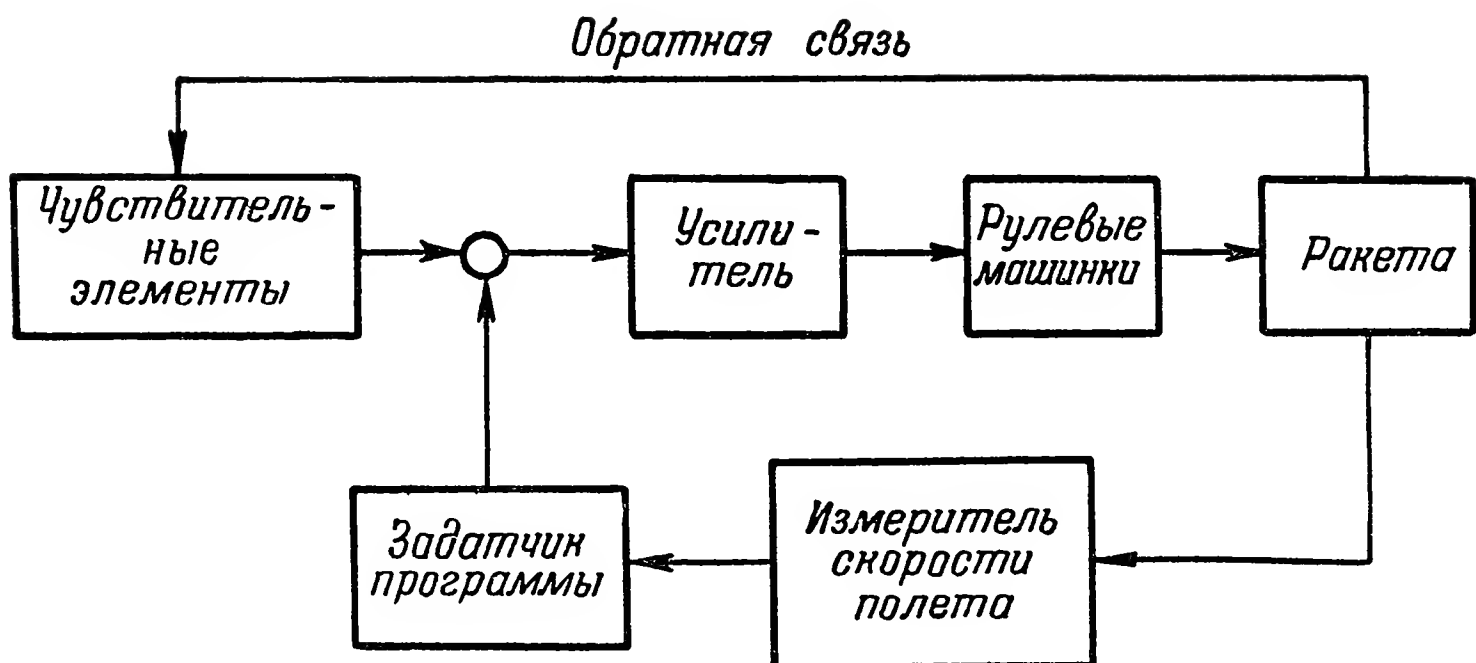 Обратная связь
Чувствитель-
ные
элементы
Усили-
тель
Рулевые
машинки
Ракета
Задатчик
программы
Измеритель
скорости
полета